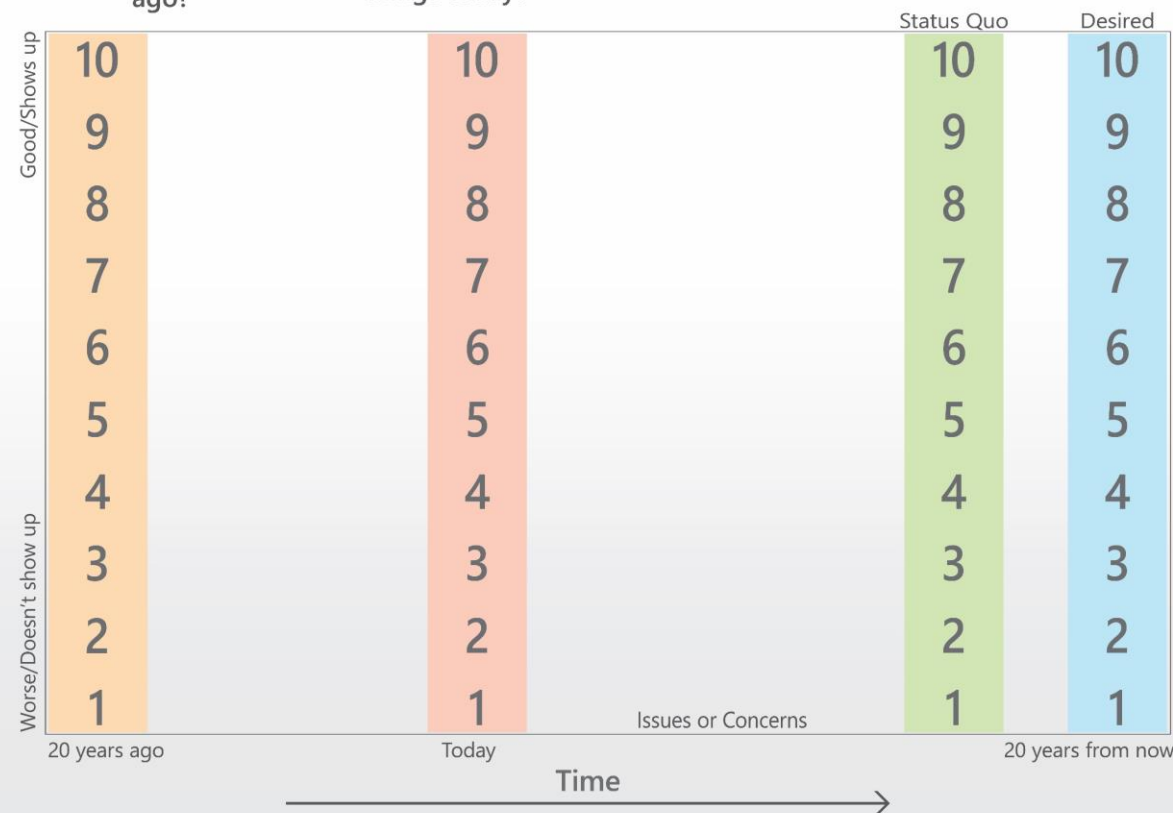 ago?
Status Quo Desired
Good/Shows up
10 10 10 10
9 9 9 9
8 8 8 8
7 7 7 7
6 6 6 6
5 5 5 5
4 4 4 4
Worse/Doesn't show up
3 3 3 3
2 2 2 2
1 1 1 1
Issues or Concerns
20 years ago Today 20 years from now
Time